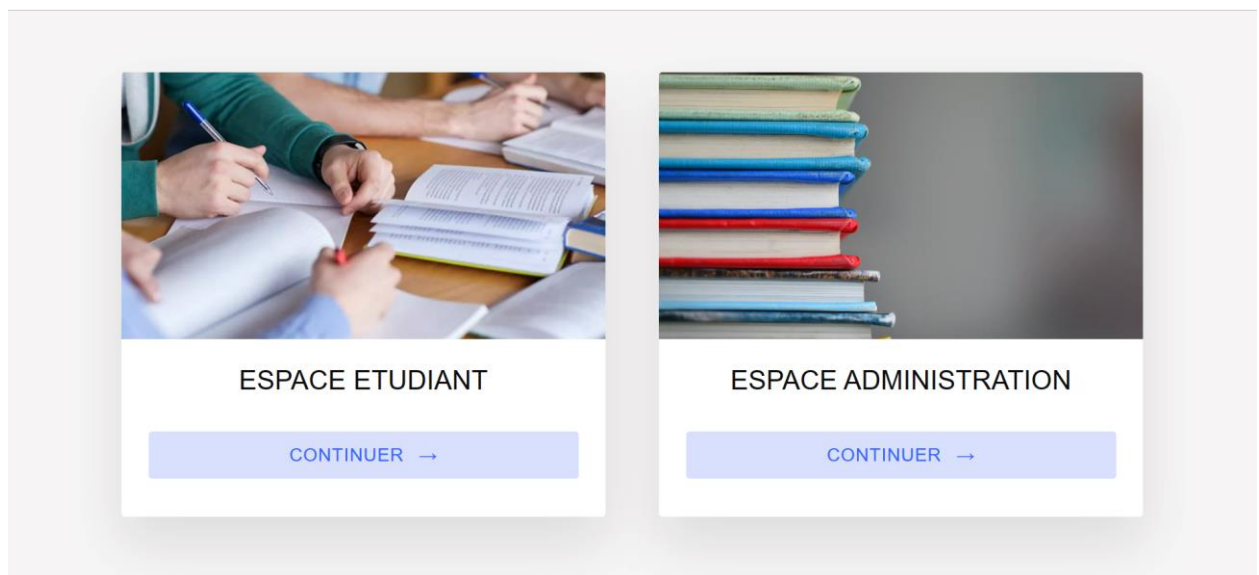 ESPACE ETUDIANT
CONTINUER →
ESPACE ADMINISTRATION
CONTINUER →